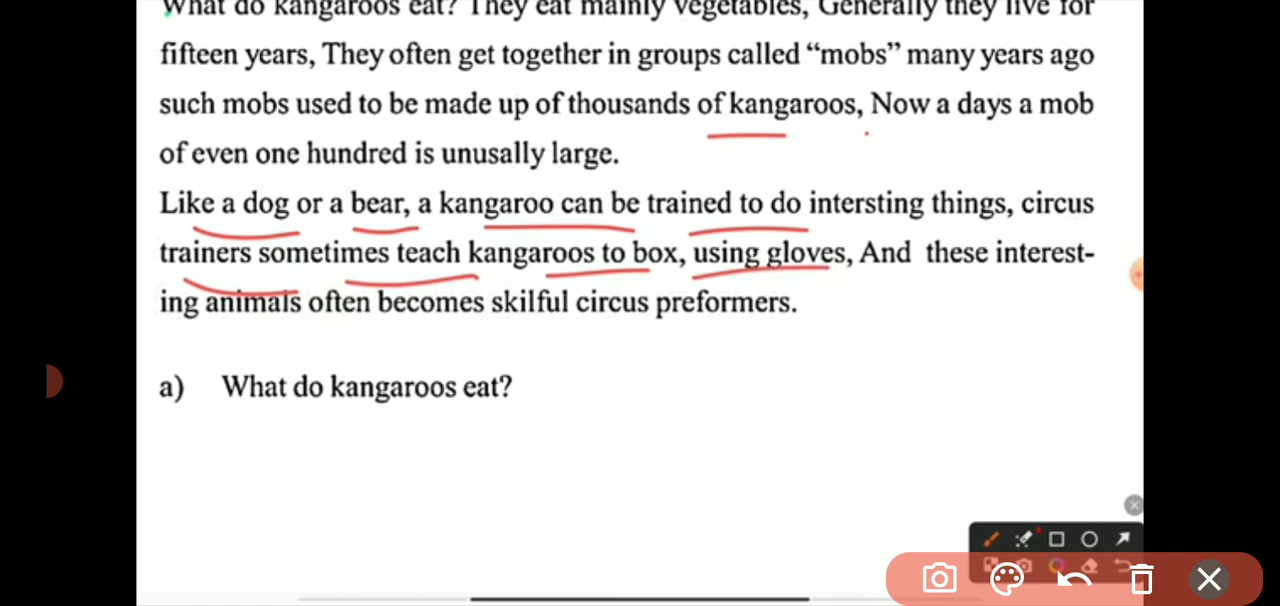 What do kangaroos eat? They eat mainly vegetables, Generally they live for
fifteen years, They often get together in groups called “mobs” many years ago
such mobs used to be made up of thousands of kangaroos, Now a days a mob
of even one hundred is unusally large.
Like a dog or a bear, a kangaroo can be trained to do intersting things, circus
trainers sometimes teach kangaroos to box, using gloves, And these interest-
ing animals often becomes skilful circus preformers.
a) What do kangaroos eat?